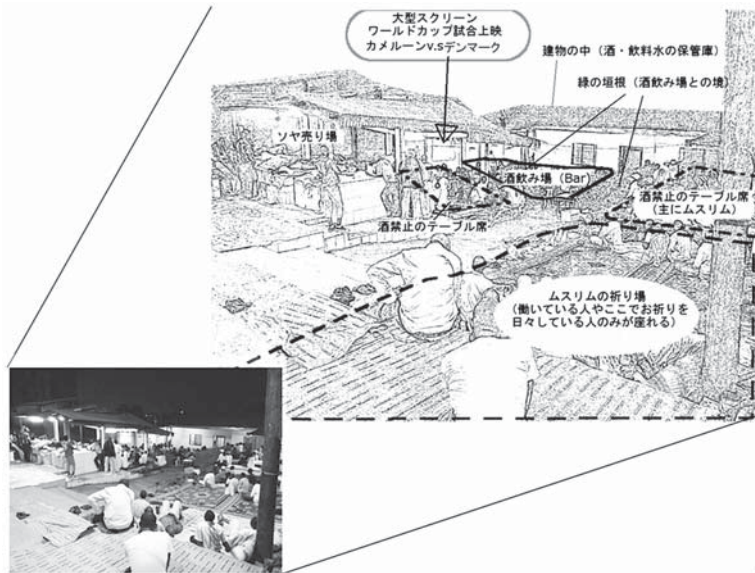 大型スクリーン
ワールドカップ試合上映
カメルーンv.sデンマーク
建物の中（酒・飲料水の保管庫）
緑の垣根（酒飲み場との境）
ソヤ売り場
酒飲み場（Bar）
酒禁止のテーブル席
（主にムスリム）
酒禁止のテーブル席
ムスリムの祈り場
（働いている人やここでお祈りを
日々している人のみが座れる）